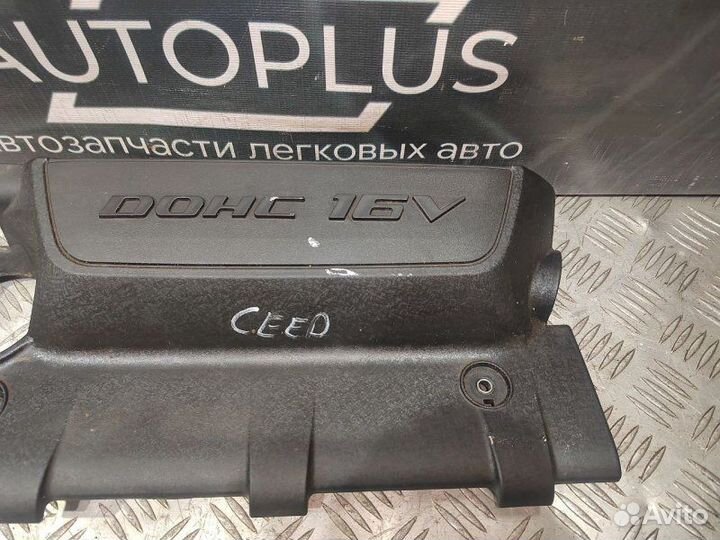 AUTOPLUS
автозапчасти легковых авто
DOHC 16V
CEED
Avito